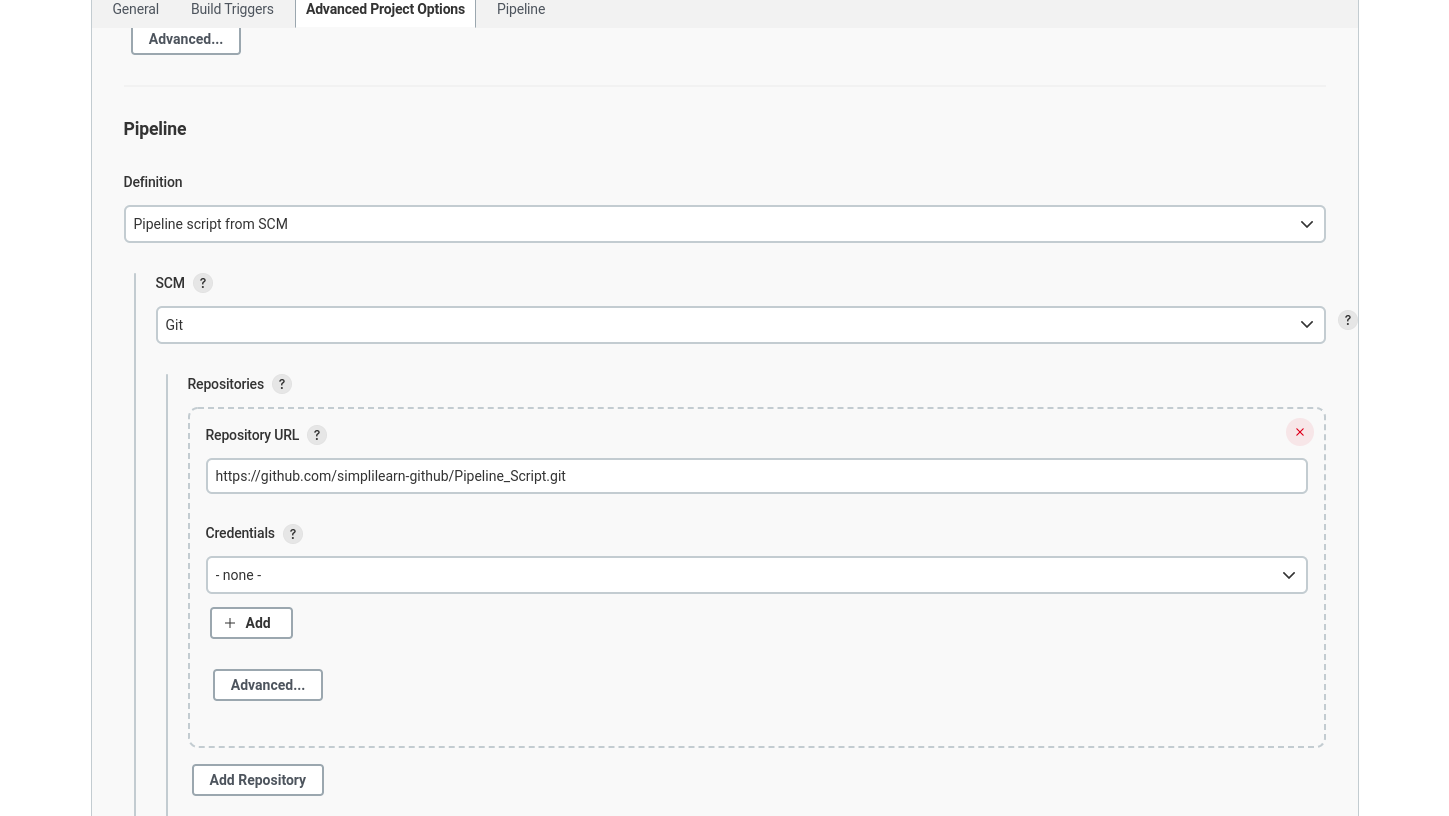 General Build Triggers Advanced Project Options Pipeline
Advanced...
Pipeline
Definition
Pipeline script from SCM
SCM ?
Git
?
Repositories ?
Repository URL ?
https://github.com/simplilearn-github/Pipeline_Script.git
Credentials ?
- none -
+ Add
Advanced...
Add Repository